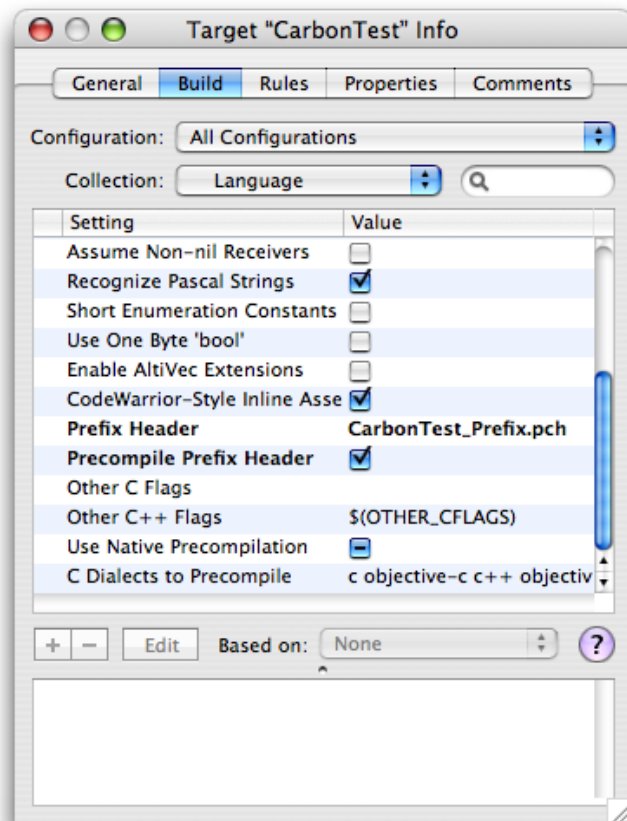 Target “CarbonTest” Info
General Build Rules Properties Comments
Configuration: All Configurations
Collection: Language
Setting Value
Assume Non-nil Receivers
Recognize Pascal Strings
Short Enumeration Constants
Use One Byte 'bool'
Enable AltiVec Extensions
CodeWarrior-Style Inline Asse
Prefix Header CarbonTest_Prefix.pch
Precompile Prefix Header
Other C Flags
Other C++ Flags $(OTHER_CFLAGS)
Use Native Precompilation
C Dialects to Precompile c objective-c c++ objectiv
+ − Edit Based on: None ?